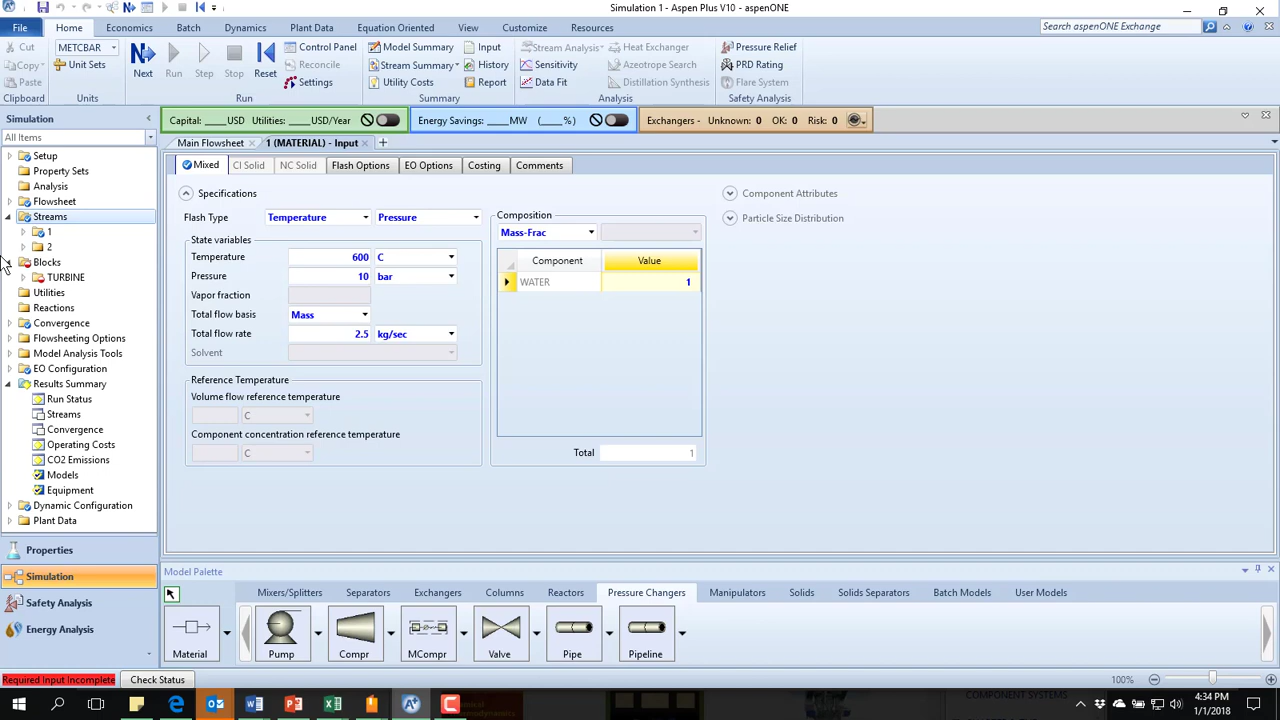 Simulation 1 - Aspen Plus V10 - aspenONE
File Home Economics Batch Dynamics Plant Data Equation Oriented View Customize Resources Search aspenONE Exchange
Cut METCBAR Control Panel Model Summary Input Stream Analysis Heat Exchanger Pressure Relief
Copy Unit Sets Next Run Step Stop Reset Reconcile Stream Summary History Sensitivity Azeotrope Search PRD Rating
Paste Settings Utility Costs Report Data Fit Distillation Synthesis Flare System
Clipboard Units Run Summary Analysis Safety Analysis
Simulation Capital: ____USD Utilities: ____USD/Year Energy Savings: ____MW (____%) Exchangers - Unknown: 0 OK: 0 Risk: 0
All Items Main Flowsheet 1 (MATERIAL) - Input
Setup
Property Sets
Analysis
Flowsheet
Streams
1
2
Blocks
TURBINE
Utilities
Reactions
Convergence
Flowsheeting Options
Model Analysis Tools
EO Configuration
Results Summary
Run Status
Streams
Convergence
Operating Costs
CO2 Emissions
Models
Equipment
Dynamic Configuration
Plant Data
Properties
Simulation
Safety Analysis
Energy Analysis
Mixed CI Solid NC Solid Flash Options EO Options Costing Comments
Specifications
Flash Type Temperature Pressure
State variables
Temperature 600 C
Pressure 10 bar
Vapor fraction
Total flow basis Mass
Total flow rate 2.5 kg/sec
Solvent
Reference Temperature
Volume flow reference temperature
C
Component concentration reference temperature
C
Composition
Mass-Frac
Component Value
WATER 1
Total 1
Component Attributes
Particle Size Distribution
Model Palette
Mixers/Splitters Separators Exchangers Columns Reactors Pressure Changers Manipulators Solids Solids Separators Batch Models User Models
Material Pump Compr MCompr Valve Pipe Pipeline
Required Input Incomplete Check Status 100%
COMPONENT SYSTEMS
4:34 PM
1/1/2018